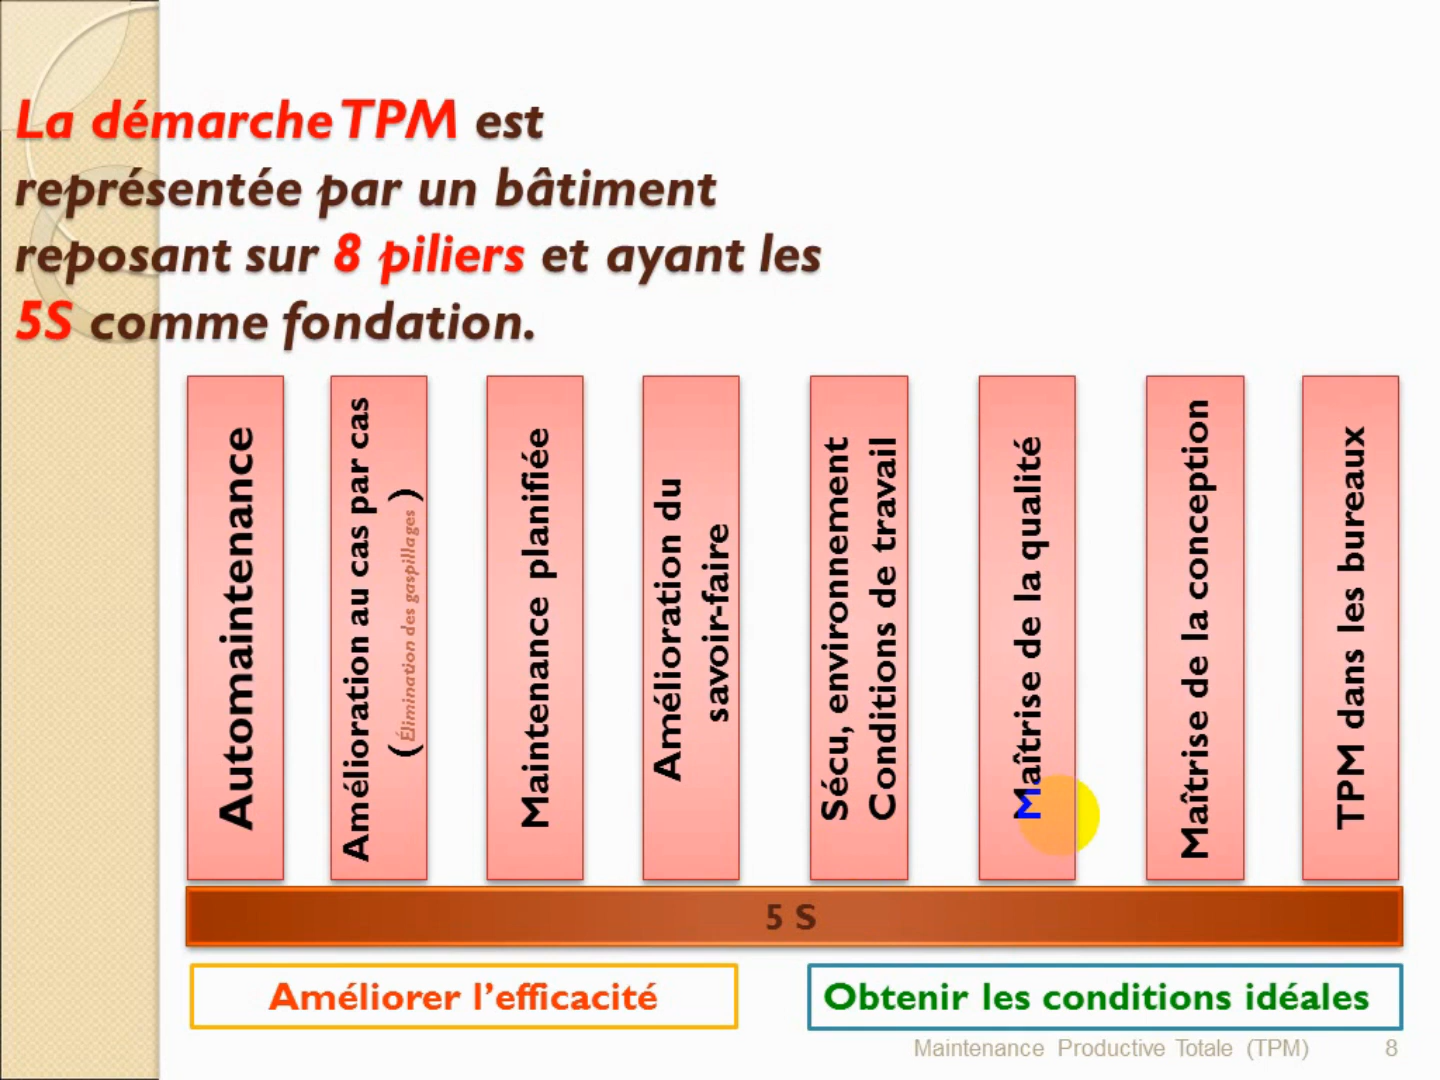 La démarche TPM est
représentée par un bâtiment
reposant sur 8 piliers et ayant les
5S comme fondation.
Automaintenance
Amélioration au cas par cas
(Élimination des gaspillages )
Maintenance planifiée
Amélioration du
savoir-faire
Sécu, environnement
Conditions de travail
Maîtrise de la qualité
Maîtrise de la conception
TPM dans les bureaux
5 S
Améliorer l’efficacité
Obtenir les conditions idéales
Maintenance Productive Totale (TPM) 8